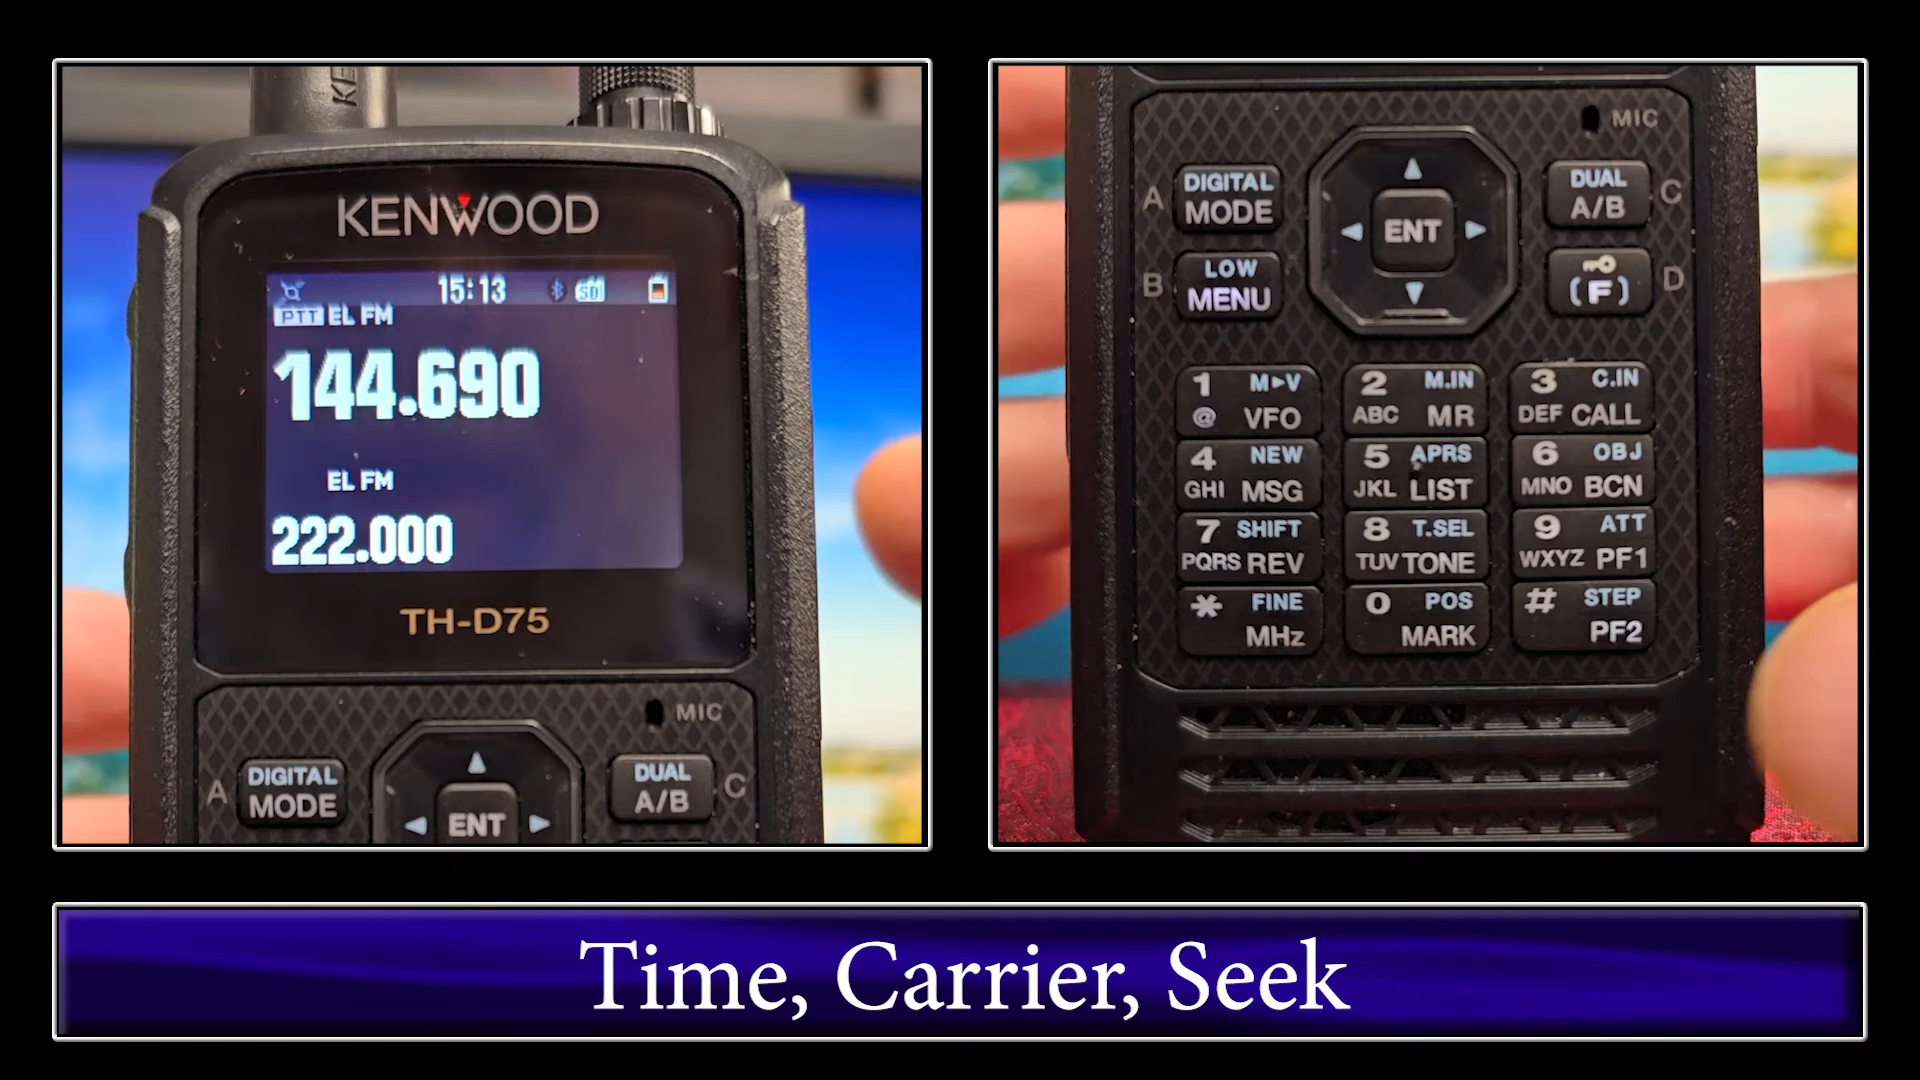 KE
KENWOOD
15:13 SD
PTT EL FM
144.690
EL FM
222.000
TH-D75
MIC
A DIGITAL MODE
ENT
DUAL A/B C
MIC
A DIGITAL MODE
ENT
DUAL A/B C
B LOW MENU
(F) D
1 M►V
@ VFO
2 M.IN
ABC MR
3 C.IN
DEF CALL
4 NEW
GHI MSG
5 APRS
JKL LIST
6 OBJ
MNO BCN
7 SHIFT
PQRS REV
8 T.SEL
TUV TONE
9 ATT
WXYZ PF1
* FINE
MHz
0 POS
MARK
# STEP
PF2
Time, Carrier, Seek